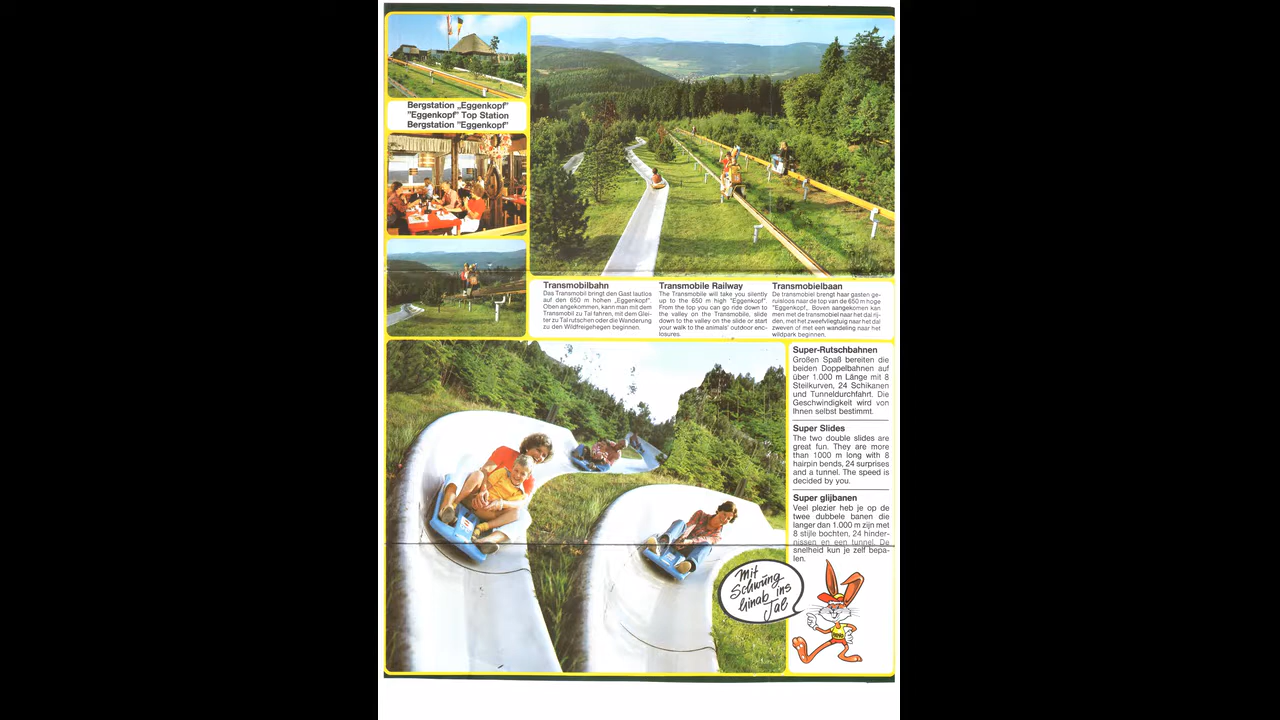 Bergstation „Eggenkopf”
"Eggenkopf" Top Station
Bergstation "Eggenkopf"
Transmobilbahn
Das Transmobil bringt den Gast lautlos
auf den 650 m hohen „Eggenkopf”.
Oben angekommen, kann man mit dem
Transmobil zu Tal fahren, mit dem Glei-
ter zu Tal rutschen oder die Wanderung
zu den Wildfreigehegen beginnen.
Transmobile Railway
The Transmobile will take you silently
up to the 650 m high "Eggenkopf".
From the top you can go ride down to
the valley on the Transmobile, slide
down to the valley on the slide or start
your walk to the animals' outdoor enc-
losures.
Transmobielbaan
De transmobiel brengt haar gasten ge-
ruisloos naar de top van de 650 m hoge
"Eggenkopf„. Boven aangekomen kan
men met de transmobiel naar het dal rij-
den, met het zweefvliegtuig naar het dal
zweven of met een wandeling naar het
wildpark beginnen.
Super-Rutschbahnen
Großen Spaß bereiten die
beiden Doppelbahnen auf
über 1.000 m Länge mit 8
Steilkurven, 24 Schikanen
und Tunneldurchfahrt. Die
Geschwindigkeit wird von
Ihnen selbst bestimmt.
Super Slides
The two double slides are
great fun. They are more
than 1000 m long with 8
hairpin bends, 24 surprises
and a tunnel. The speed is
decided by you.
Super glijbanen
Veel plezier heb je op de
twee dubbele banen die
langer dan 1.000 m zijn met
8 stijle bochten, 24 hinder-
nissen en een tunnel. De
snelheid kun je zelf bepa-
len.
Mit
Schwung
hinab ins
Tal